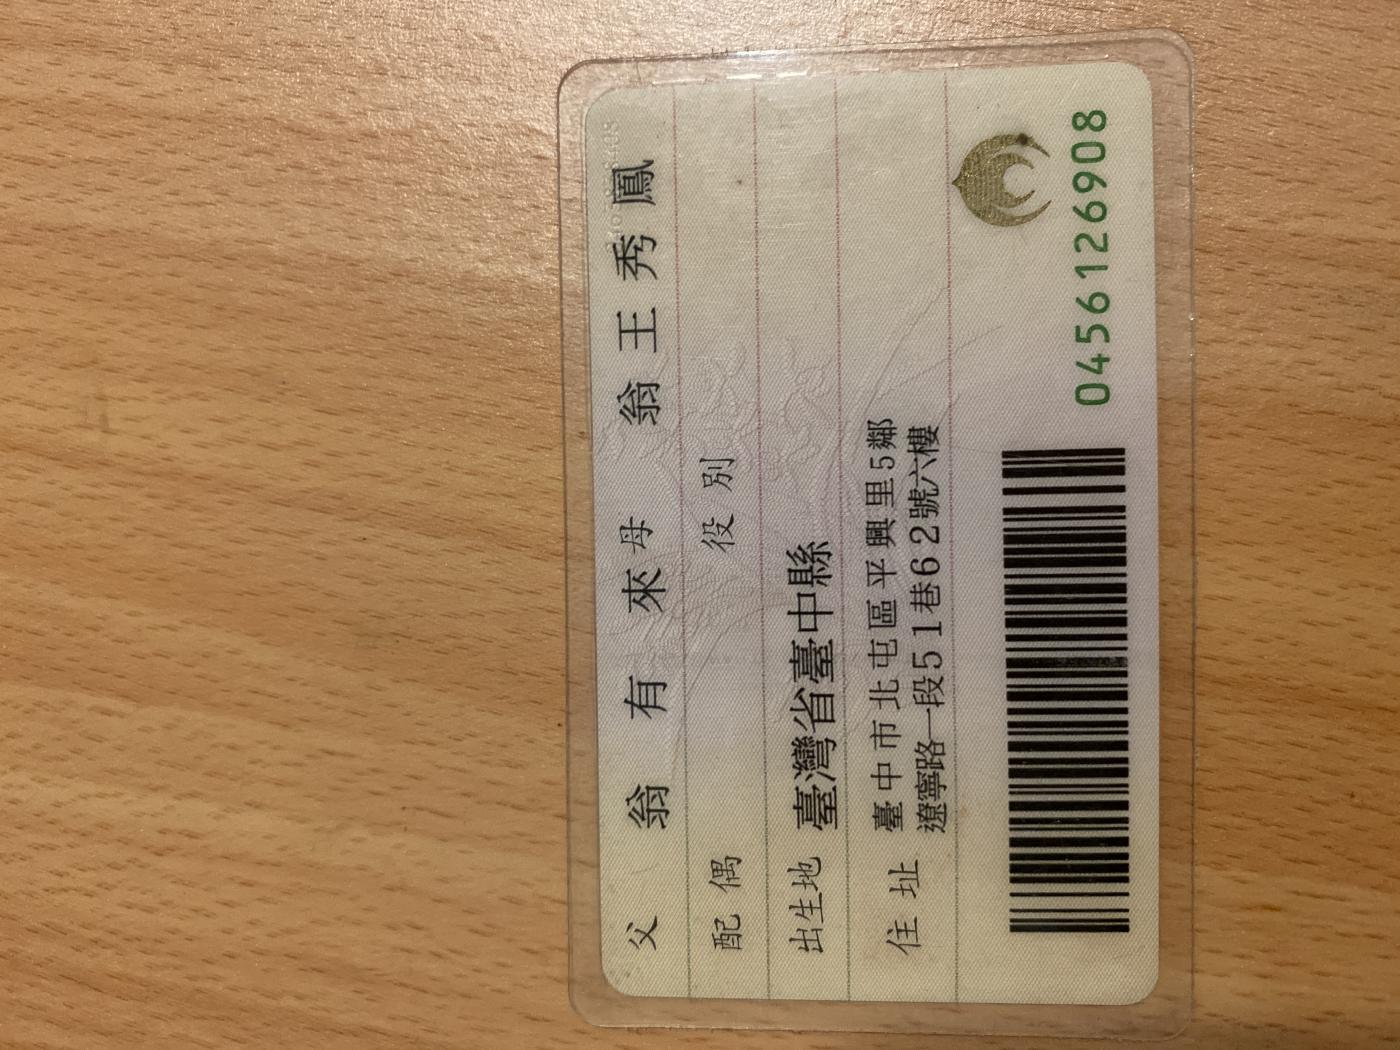 父 翁有來 母 翁王秀鳳
配偶 役別
出生地 臺灣省臺中縣
住址 臺中市北屯區平興里5鄰
遼寧路一段51巷62號六樓
0456126908